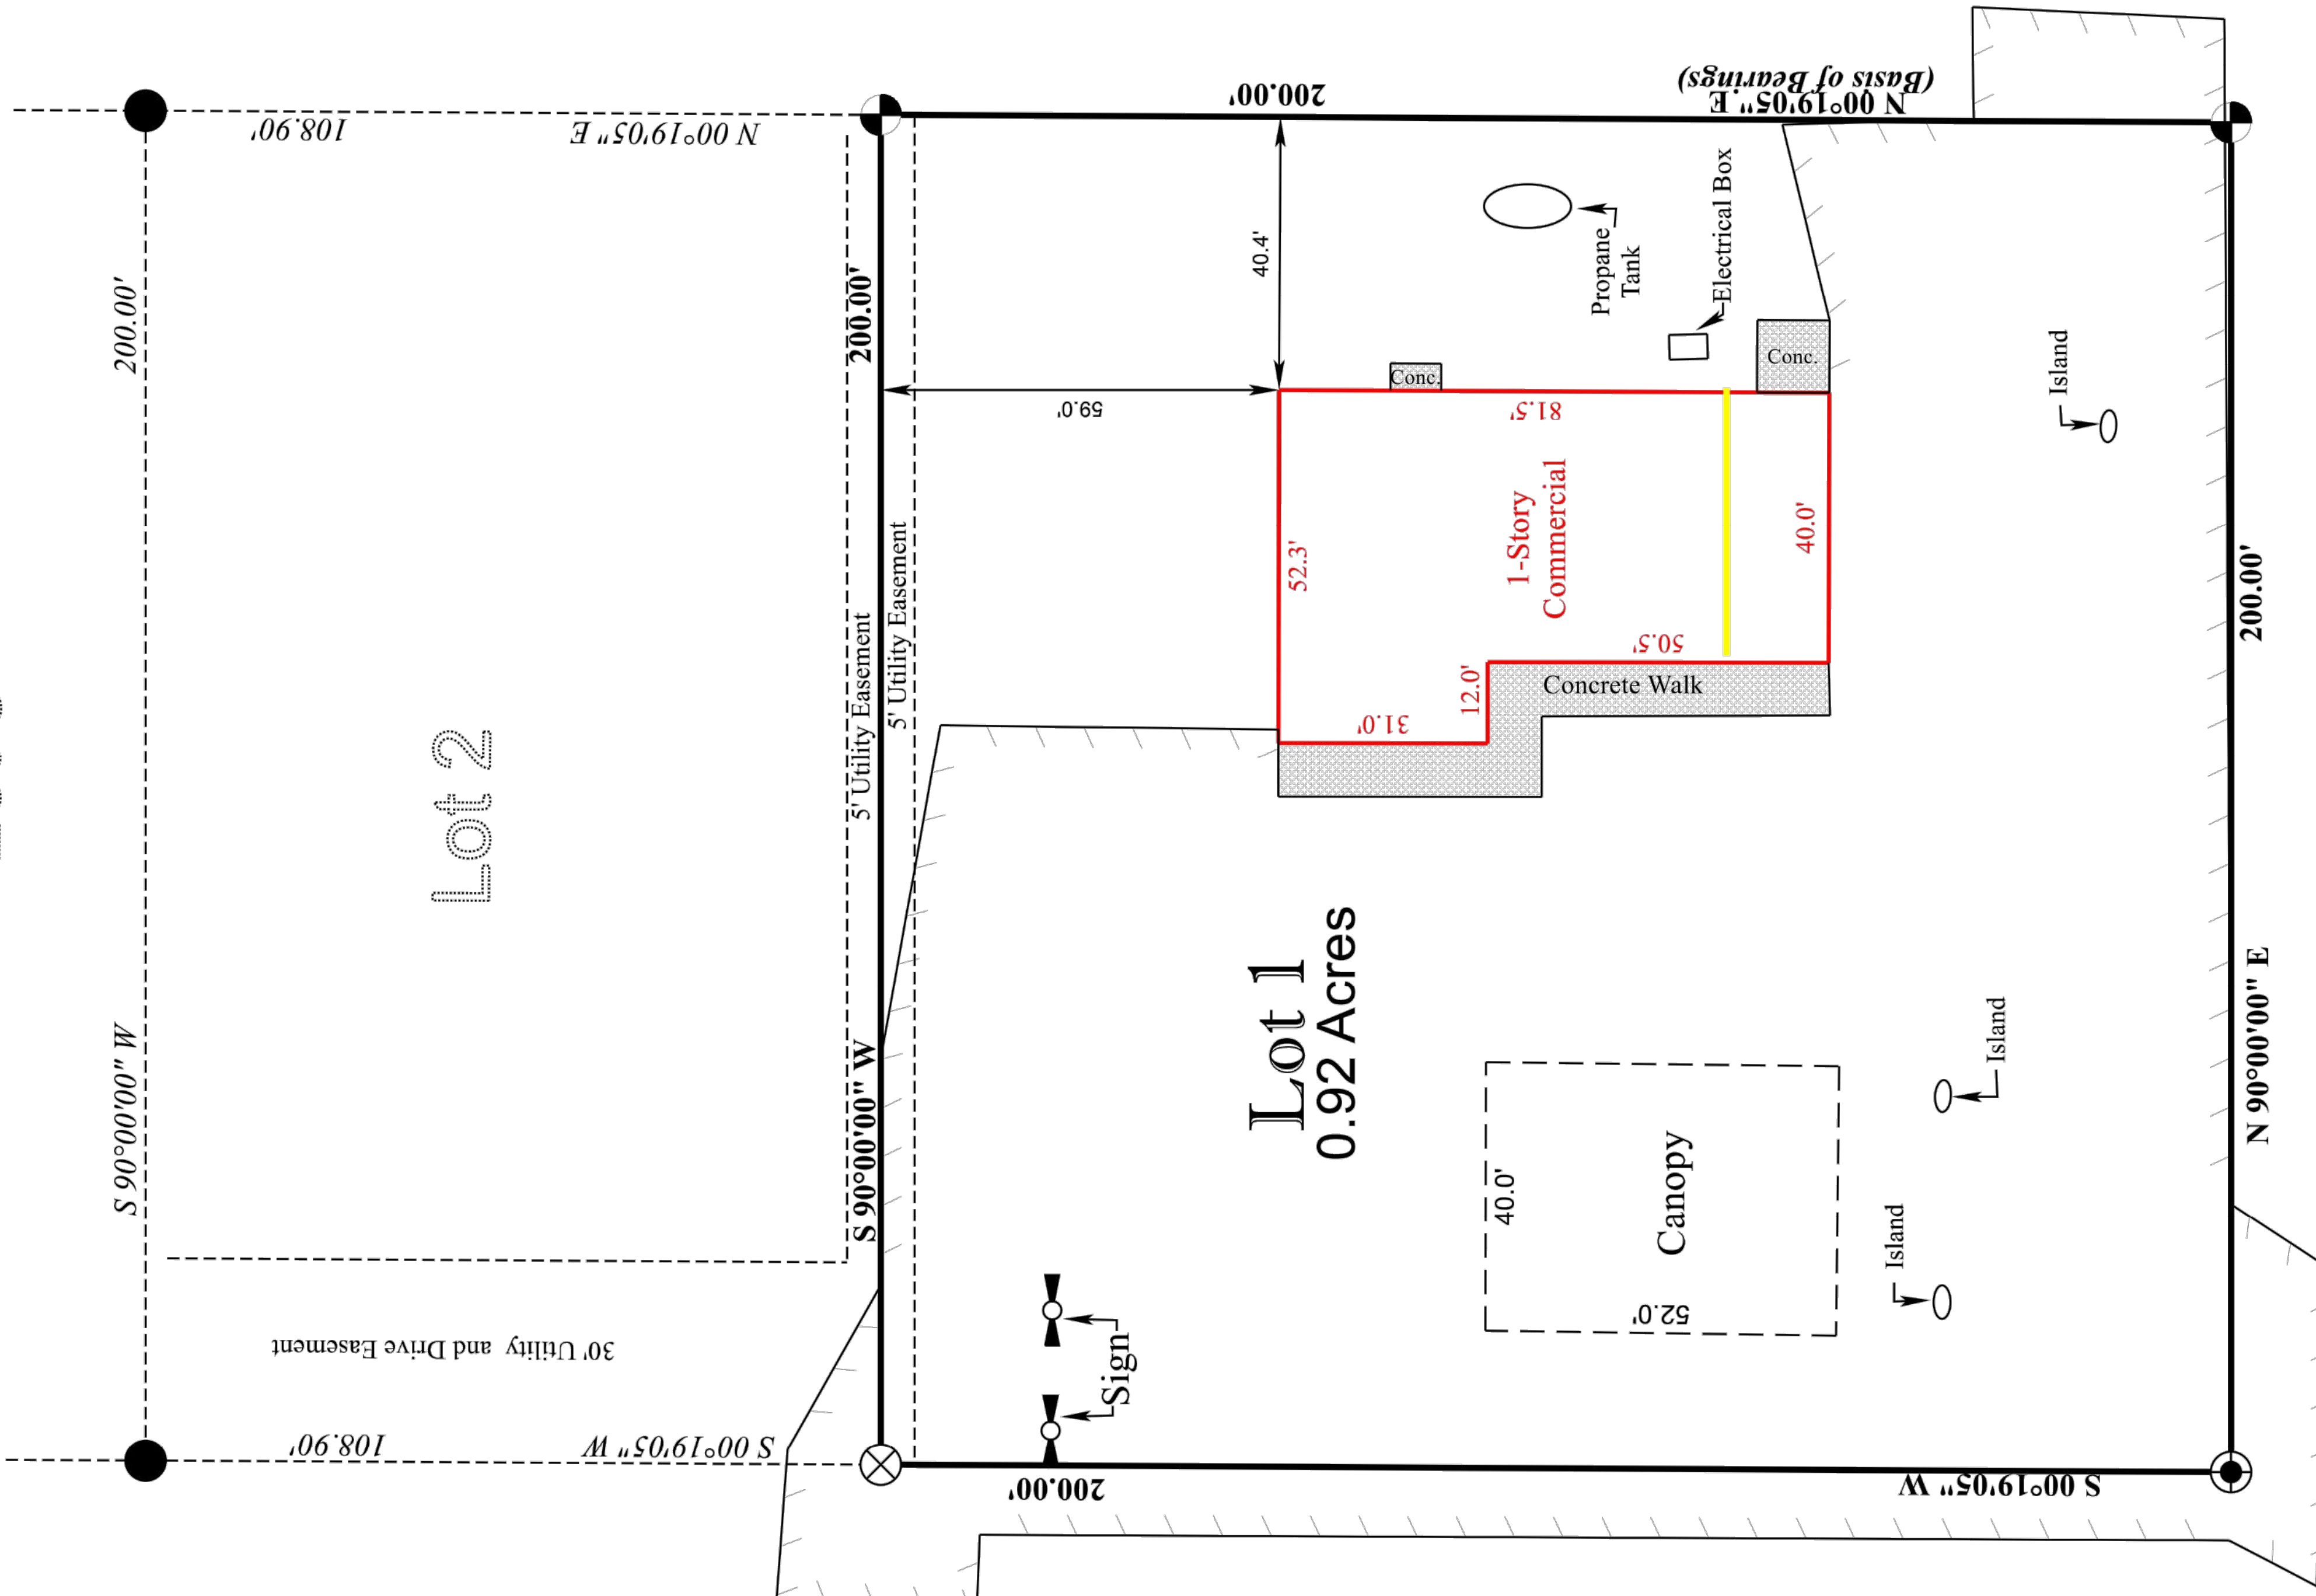 108.90'
N 00°19'05" E
200.00'
N 00°19'05" E
(Basis of Bearings)
200.00'
S 90°00'00" W
Lot 2
30' Utility and Drive Easement
108.90'
S 00°19'05" W
200.00'
S 90°00'00" W
5' Utility Easement
5' Utility Easement
59.0'
40.4'
Propane
Tank
Electrical Box
Conc.
Conc.
81.5'
52.3'
1-Story
Commercial
40.0'
50.5'
12.0'
31.0'
Concrete Walk
Island
Lot 1
0.92 Acres
Canopy
40.0'
52.0'
Island
Island
Sign
200.00'
N 90°00'00" E
200.00'
S 00°19'05" W